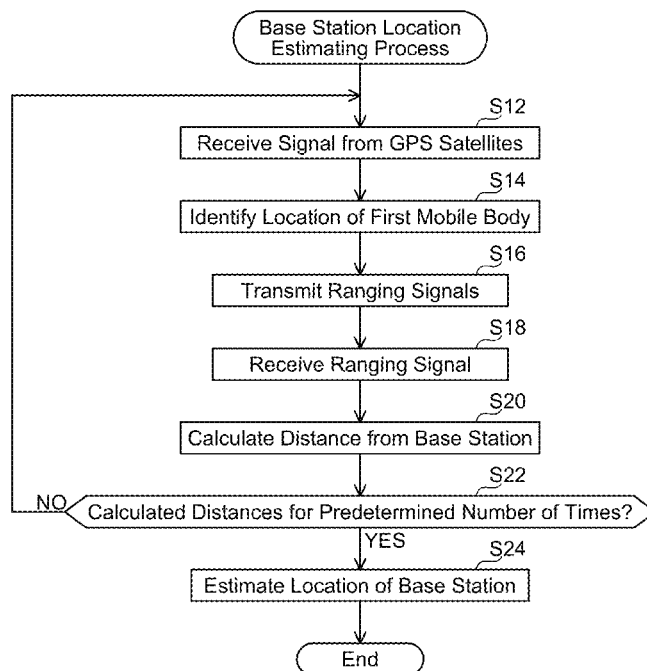 Base Station Location
Estimating Process
S12
Receive Signal from GPS Satellites
S14
Identify Location of First Mobile Body
S16
Transmit Ranging Signals
S18
Receive Ranging Signal
S20
Calculate Distance from Base Station
S22
NO
Calculated Distances for Predetermined Number of Times?
YES
S24
Estimate Location of Base Station
End